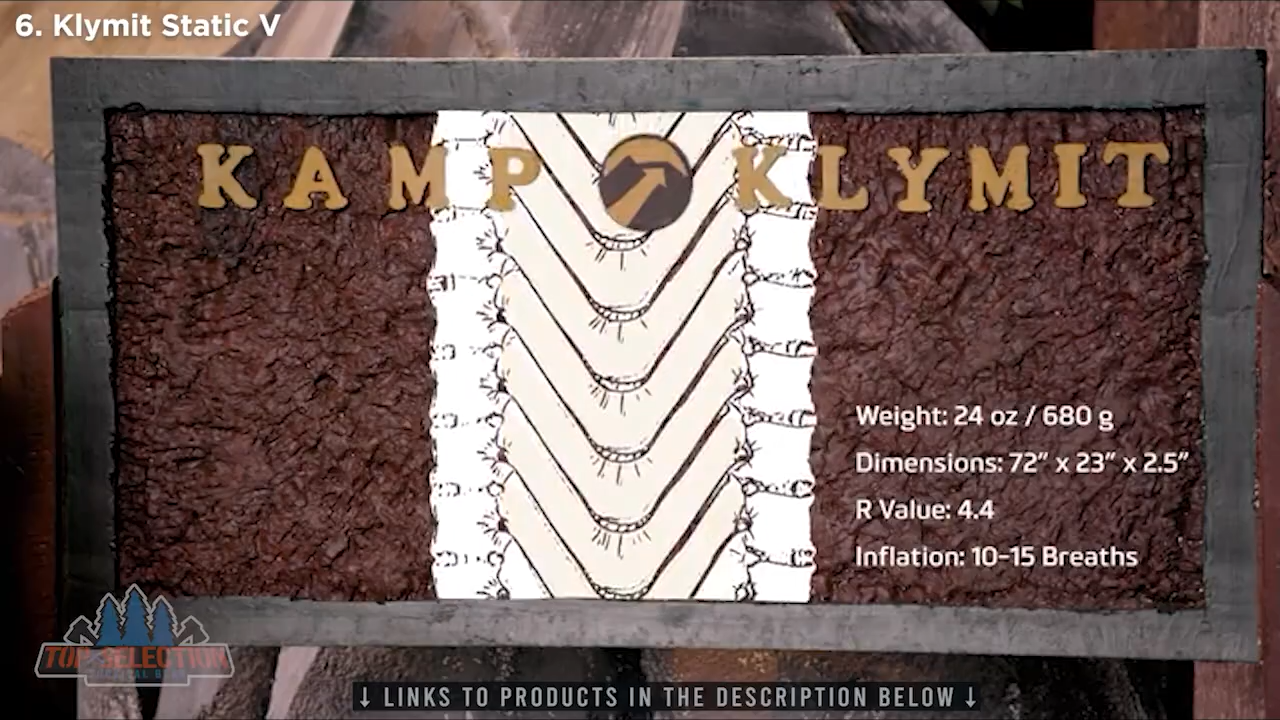 6. Klymit Static V
KAMP KLYMIT
Weight: 24 oz / 680 g
Dimensions: 72” x 23” x 2.5”
R Value: 4.4
Inflation: 10–15 Breaths
TOP SELECTION
↓ LINKS TO PRODUCTS IN THE DESCRIPTION BELOW ↓